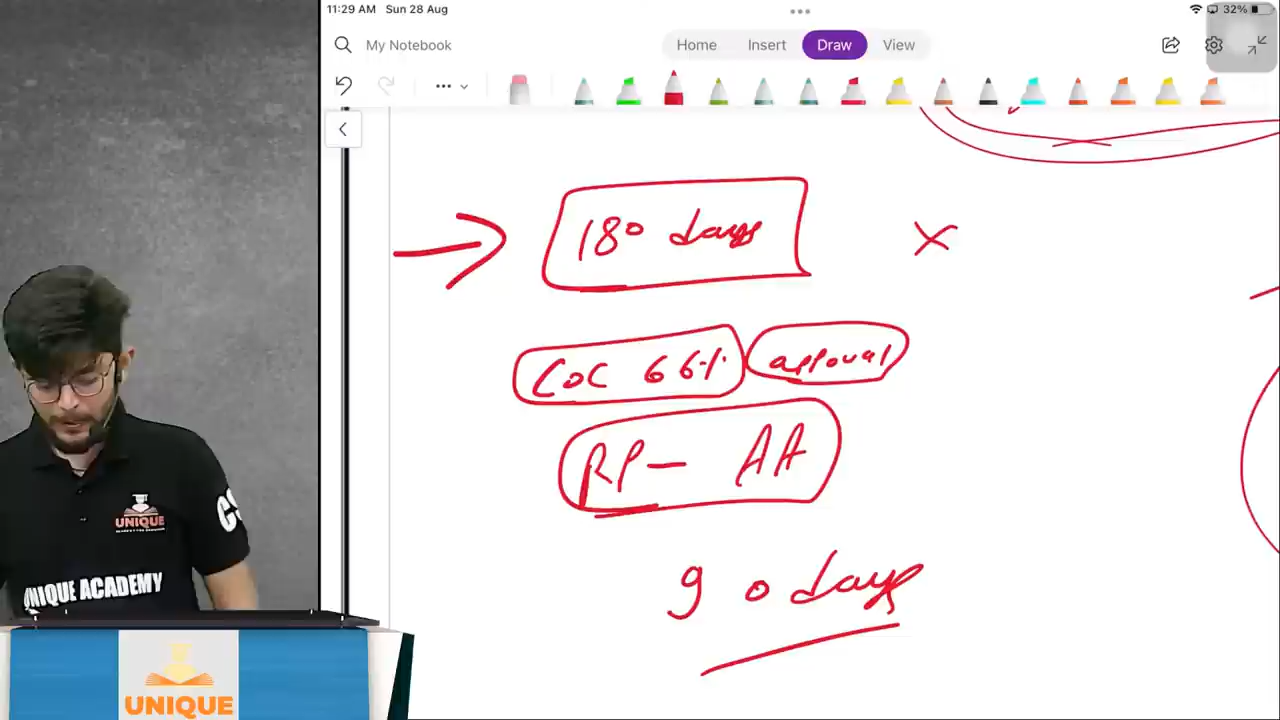 11:29 AM Sun 28 Aug
32%
My Notebook
Home Insert Draw View
180 days ×
COC 66% approval
RP - AA
90 days
UNIQUE
CS
UNIQUE ACADEMY
UNIQUE